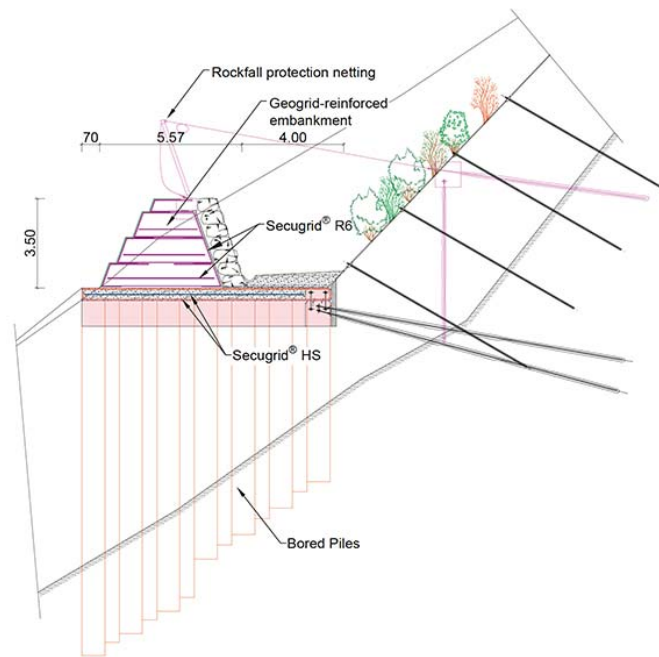 Rockfall protection netting
Geogrid-reinforced
embankment
70 5.57 4.00
3.50
Secugrid® R6
Secugrid® HS
Bored Piles